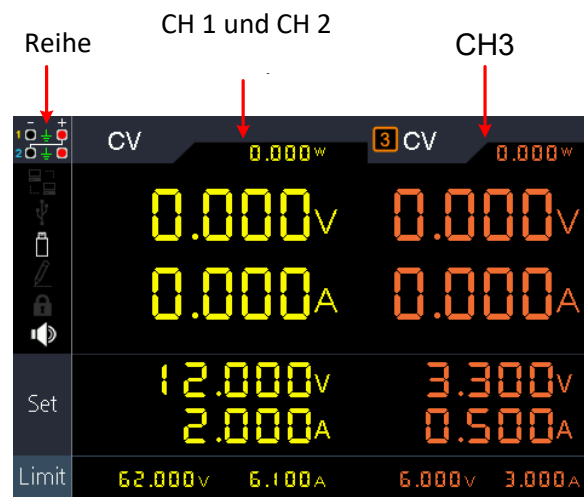 CH 1 und CH 2
Reihe
CH3
- +
1
2
CV
0.000W
3 CV
0.000W
0.000V
0.000V
0.000A
0.000A
Set
12.000V
3.300V
2.000A
0.500A
Limit
62.000V 6.100A
6.000V 3.000A